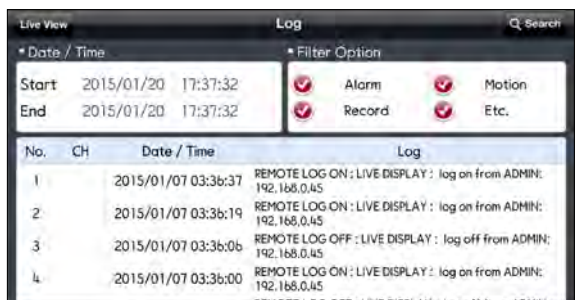 Live View Log Search
* Date / Time * Filter Option
Start 2015/01/20 17:37:32 Alarm Motion
End 2015/01/20 17:37:32 Record Etc.
No. CH Date / Time Log
1 2015/01/07 03:36:37 REMOTE LOG ON : LIVE DISPLAY : log on from ADMIN:
192.168.0.45
2 2015/01/07 03:36:19 REMOTE LOG ON : LIVE DISPLAY : log on from ADMIN:
192.168.0.45
3 2015/01/07 03:36:06 REMOTE LOG OFF : LIVE DISPLAY : log off from ADMIN:
192.168.0.45
4 2015/01/07 03:36:00 REMOTE LOG ON : LIVE DISPLAY : log on from ADMIN:
192.168.0.45